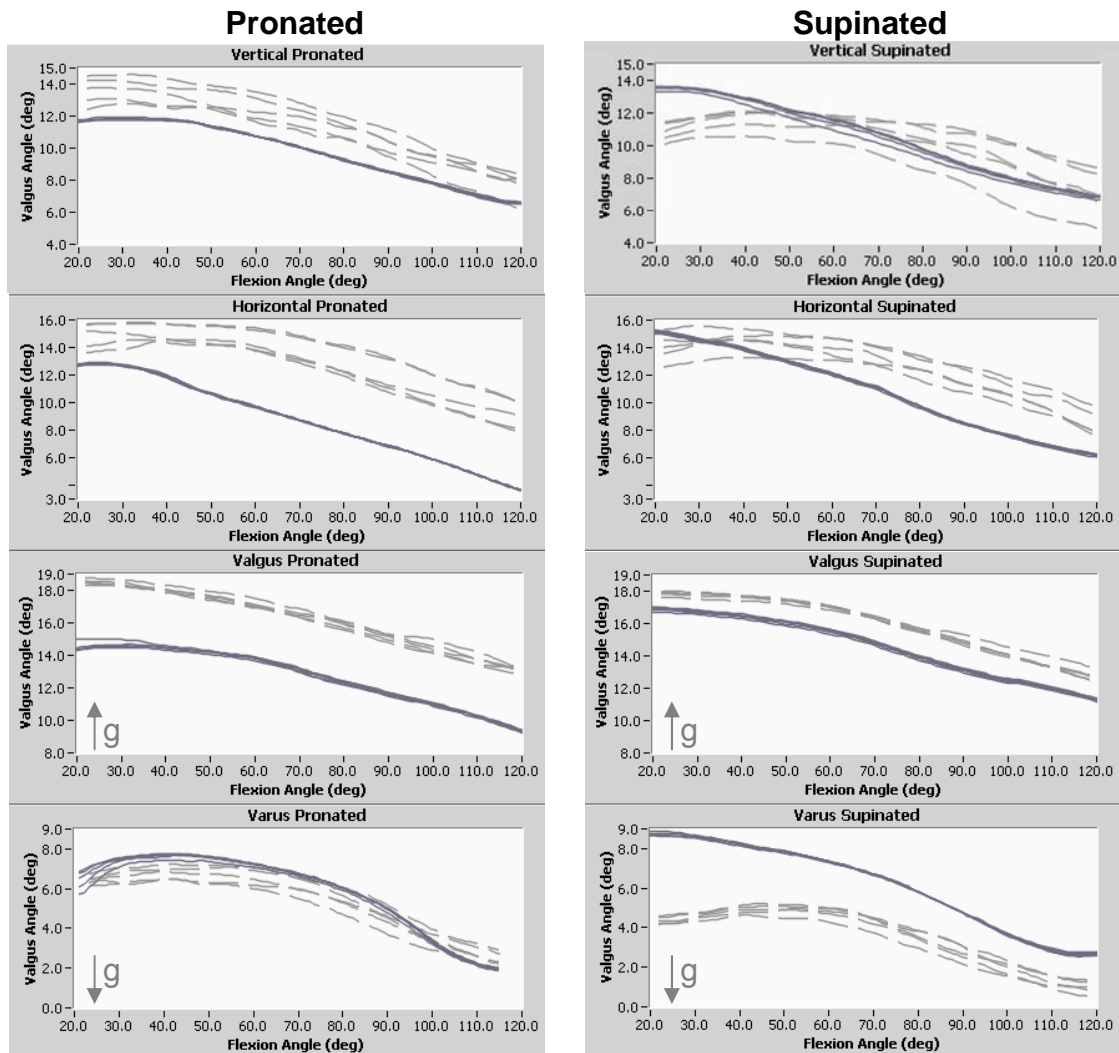 Pronated
Supinated
Vertical Pronated
Valgus Angle (deg)
15.0
14.0
12.0
10.0
8.0
6.0
4.0
20.0 30.0 40.0 50.0 60.0 70.0 80.0 90.0 100.0 110.0 120.0
Flexion Angle (deg)
Vertical Supinated
Valgus Angle (deg)
15.0
14.0
12.0
10.0
8.0
6.0
4.0
20.0 30.0 40.0 50.0 60.0 70.0 80.0 90.0 100.0 110.0 120.0
Flexion Angle (deg)
Horizontal Pronated
Valgus Angle (deg)
16.0
14.0
12.0
10.0
8.0
6.0
3.0
20.0 30.0 40.0 50.0 60.0 70.0 80.0 90.0 100.0 110.0 120.0
Flexion Angle (deg)
Horizontal Supinated
Valgus Angle (deg)
16.0
14.0
12.0
10.0
8.0
6.0
3.0
20.0 30.0 40.0 50.0 60.0 70.0 80.0 90.0 100.0 110.0 120.0
Flexion Angle (deg)
Valgus Pronated
Valgus Angle (deg)
19.0
18.0
16.0
14.0
12.0
10.0
8.0
g
20.0 30.0 40.0 50.0 60.0 70.0 80.0 90.0 100.0 110.0 120.0
Flexion Angle (deg)
Valgus Supinated
Valgus Angle (deg)
19.0
18.0
16.0
14.0
12.0
10.0
8.0
g
20.0 30.0 40.0 50.0 60.0 70.0 80.0 90.0 100.0 110.0 120.0
Flexion Angle (deg)
Varus Pronated
Valgus Angle (deg)
9.0
8.0
6.0
4.0
2.0
0.0
g
20.0 30.0 40.0 50.0 60.0 70.0 80.0 90.0 100.0 110.0 120.0
Flexion Angle (deg)
Varus Supinated
Valgus Angle (deg)
9.0
8.0
6.0
4.0
2.0
0.0
g
20.0 30.0 40.0 50.0 60.0 70.0 80.0 90.0 100.0 110.0 120.0
Flexion Angle (deg)